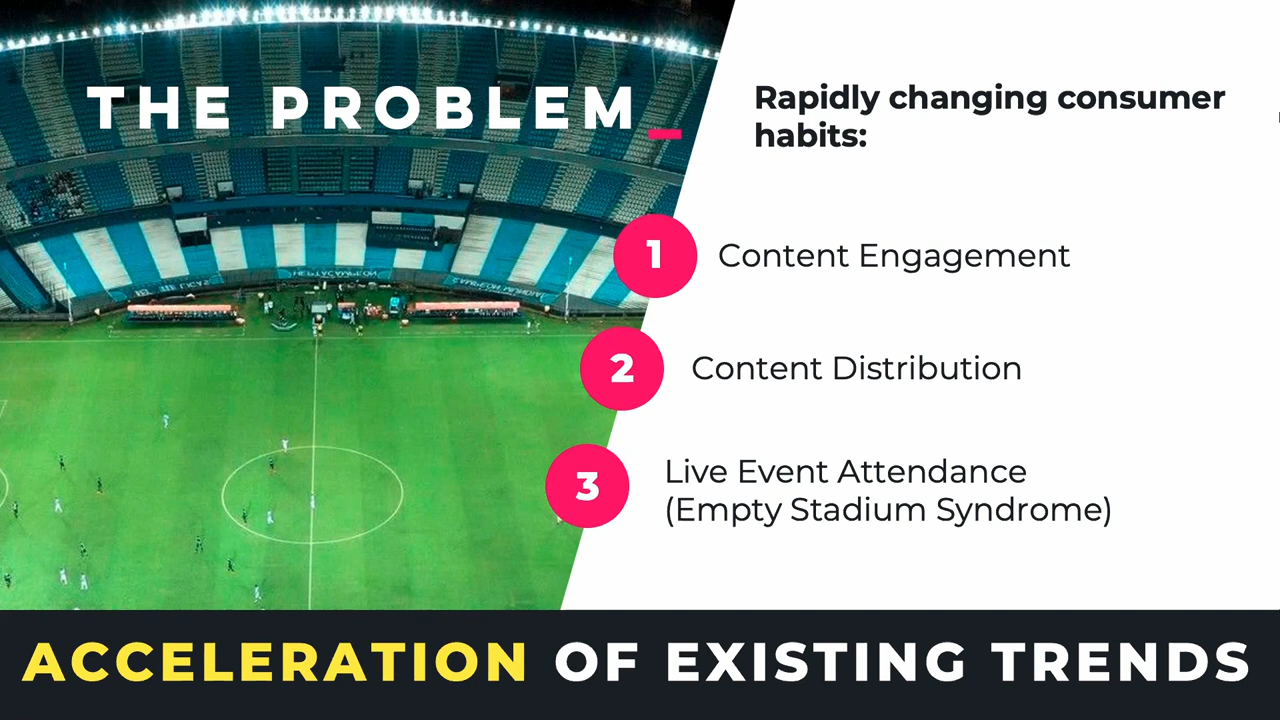 THE PROBLEM_
Rapidly changing consumer
habits:
1
Content Engagement
2
Content Distribution
3
Live Event Attendance
(Empty Stadium Syndrome)
HEPTACAMPEON
ACCELERATION OF EXISTING TRENDS